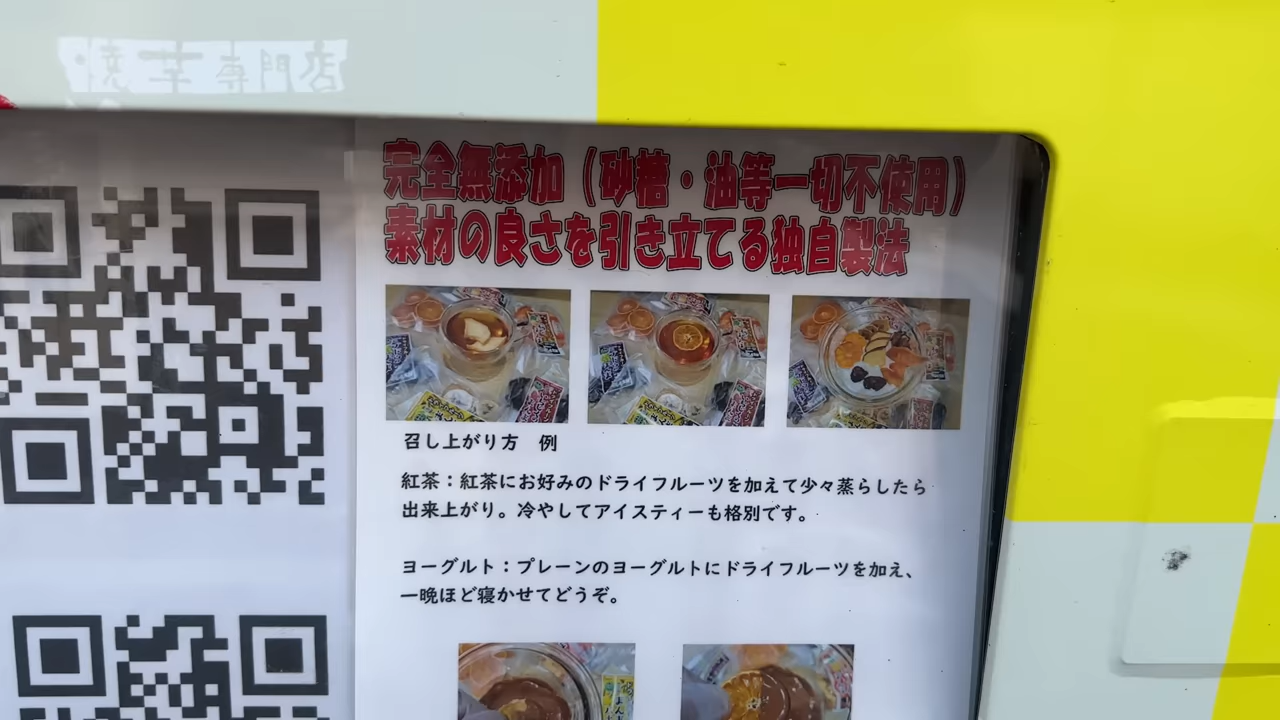 焼芋専門店
完全無添加（砂糖・油等一切不使用）
素材の良さを引き立てる独自製法
召し上がり方　例
紅茶：紅茶にお好みのドライフルーツを加えて少々蒸らしたら
出来上がり。冷やしてアイスティーも格別です。
ヨーグルト：プレーンのヨーグルトにドライフルーツを加え、
一晩ほど寝かせてどうぞ。